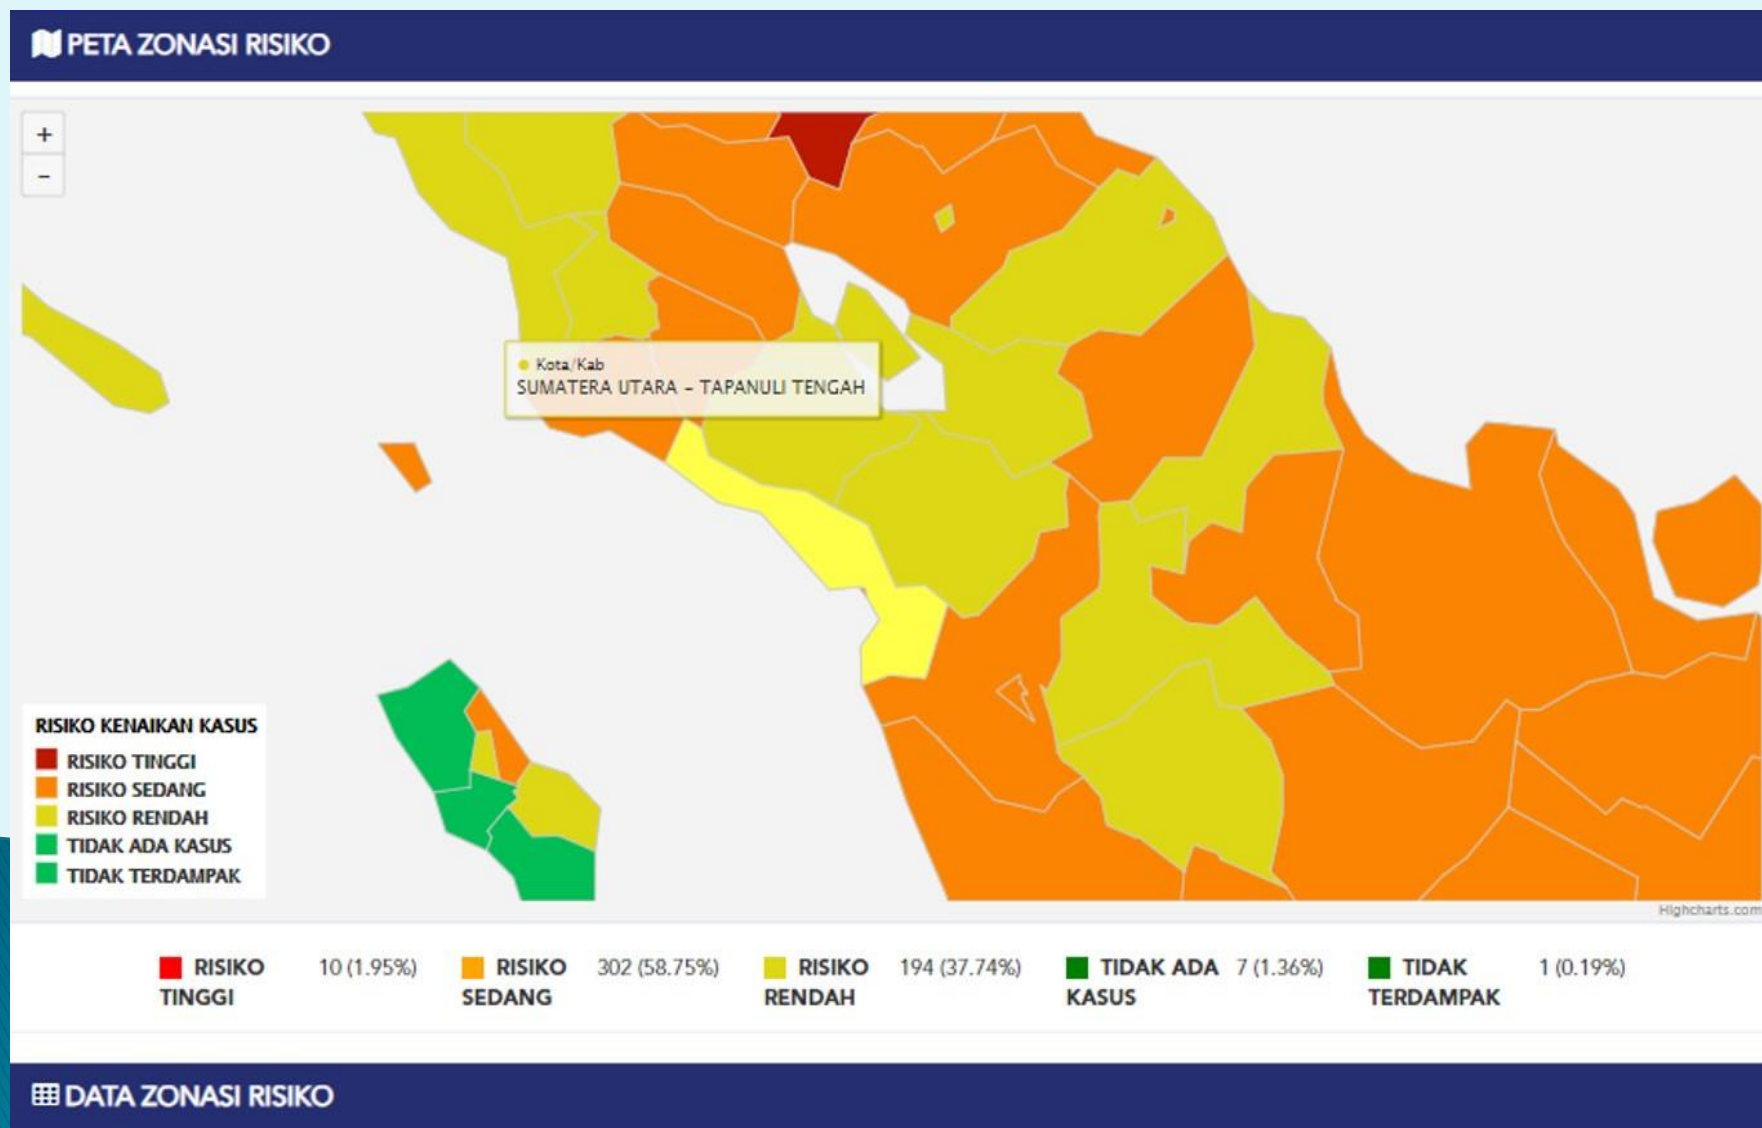 PETA ZONASI RISIKO
+
-
Kota/Kab
SUMATERA UTARA - TAPANULI TENGAH
RISIKO KENAIKAN KASUS
RISIKO TINGGI
RISIKO SEDANG
RISIKO RENDAH
TIDAK ADA KASUS
TIDAK TERDAMPAK
Highcharts.com
RISIKO TINGGI 10 (1.95%)
RISIKO SEDANG 302 (58.75%)
RISIKO RENDAH 194 (37.74%)
TIDAK ADA KASUS 7 (1.36%)
TIDAK TERDAMPAK 1 (0.19%)
DATA ZONASI RISIKO